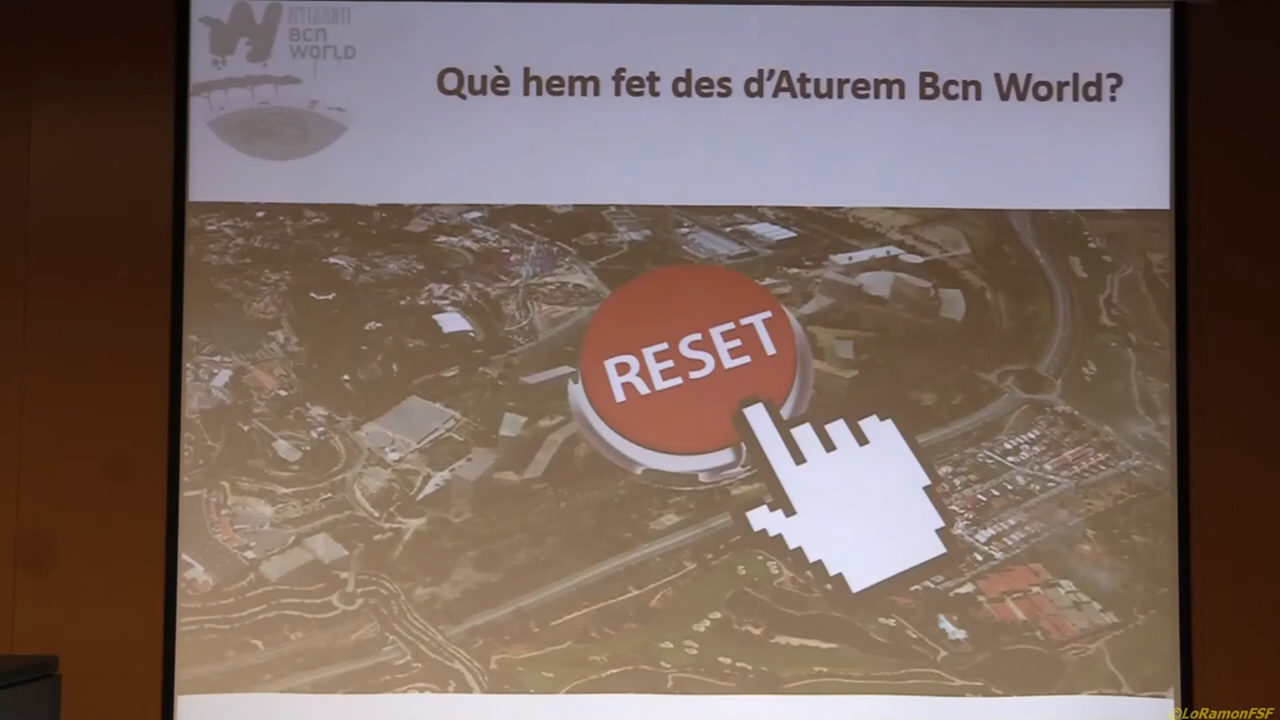 ATUREM
BCN
WORLD
Què hem fet des d'Aturem Bcn World?
RESET
©LoRamonFSF